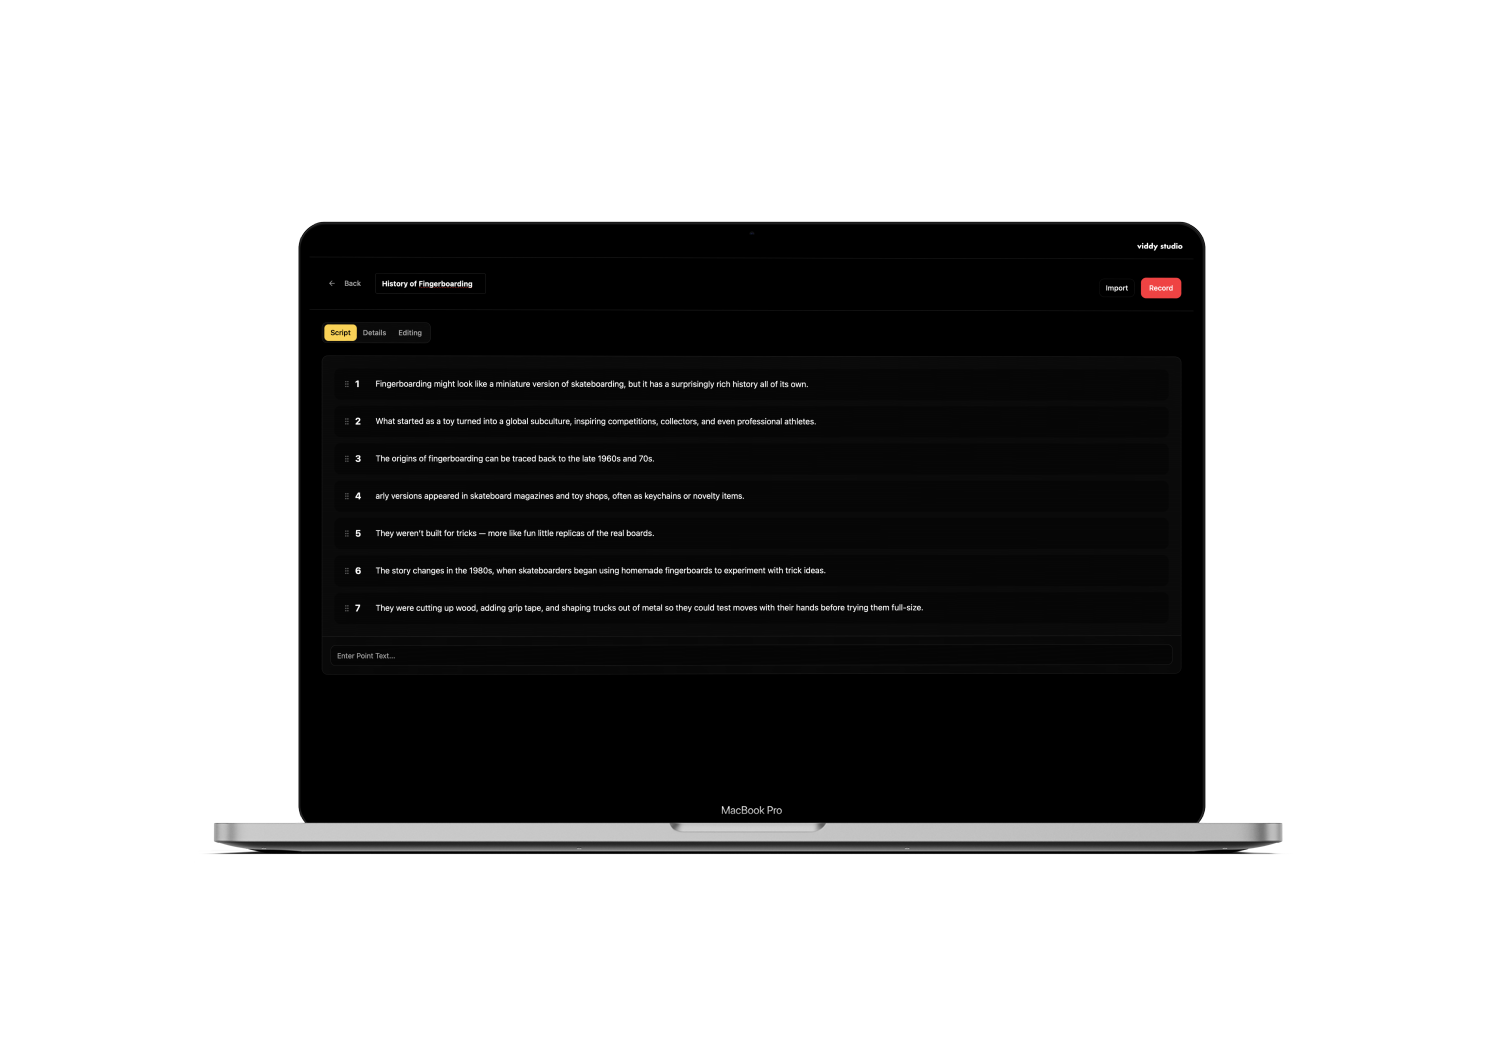 viddy studio
Back
History of Fingerboarding
Import
Record
Script
Details
Editing
1 Fingerboarding might look like a miniature version of skateboarding, but it has a surprisingly rich history all of its own.
2 What started as a toy turned into a global subculture, inspiring competitions, collectors, and even professional athletes.
3 The origins of fingerboarding can be traced back to the late 1960s and 70s.
4 arly versions appeared in skateboard magazines and toy shops, often as keychains or novelty items.
5 They weren't built for tricks — more like fun little replicas of the real boards.
6 The story changes in the 1980s, when skateboarders began using homemade fingerboards to experiment with trick ideas.
7 They were cutting up wood, adding grip tape, and shaping trucks out of metal so they could test moves with their hands before trying them full-size.
Enter Point Text...
MacBook Pro